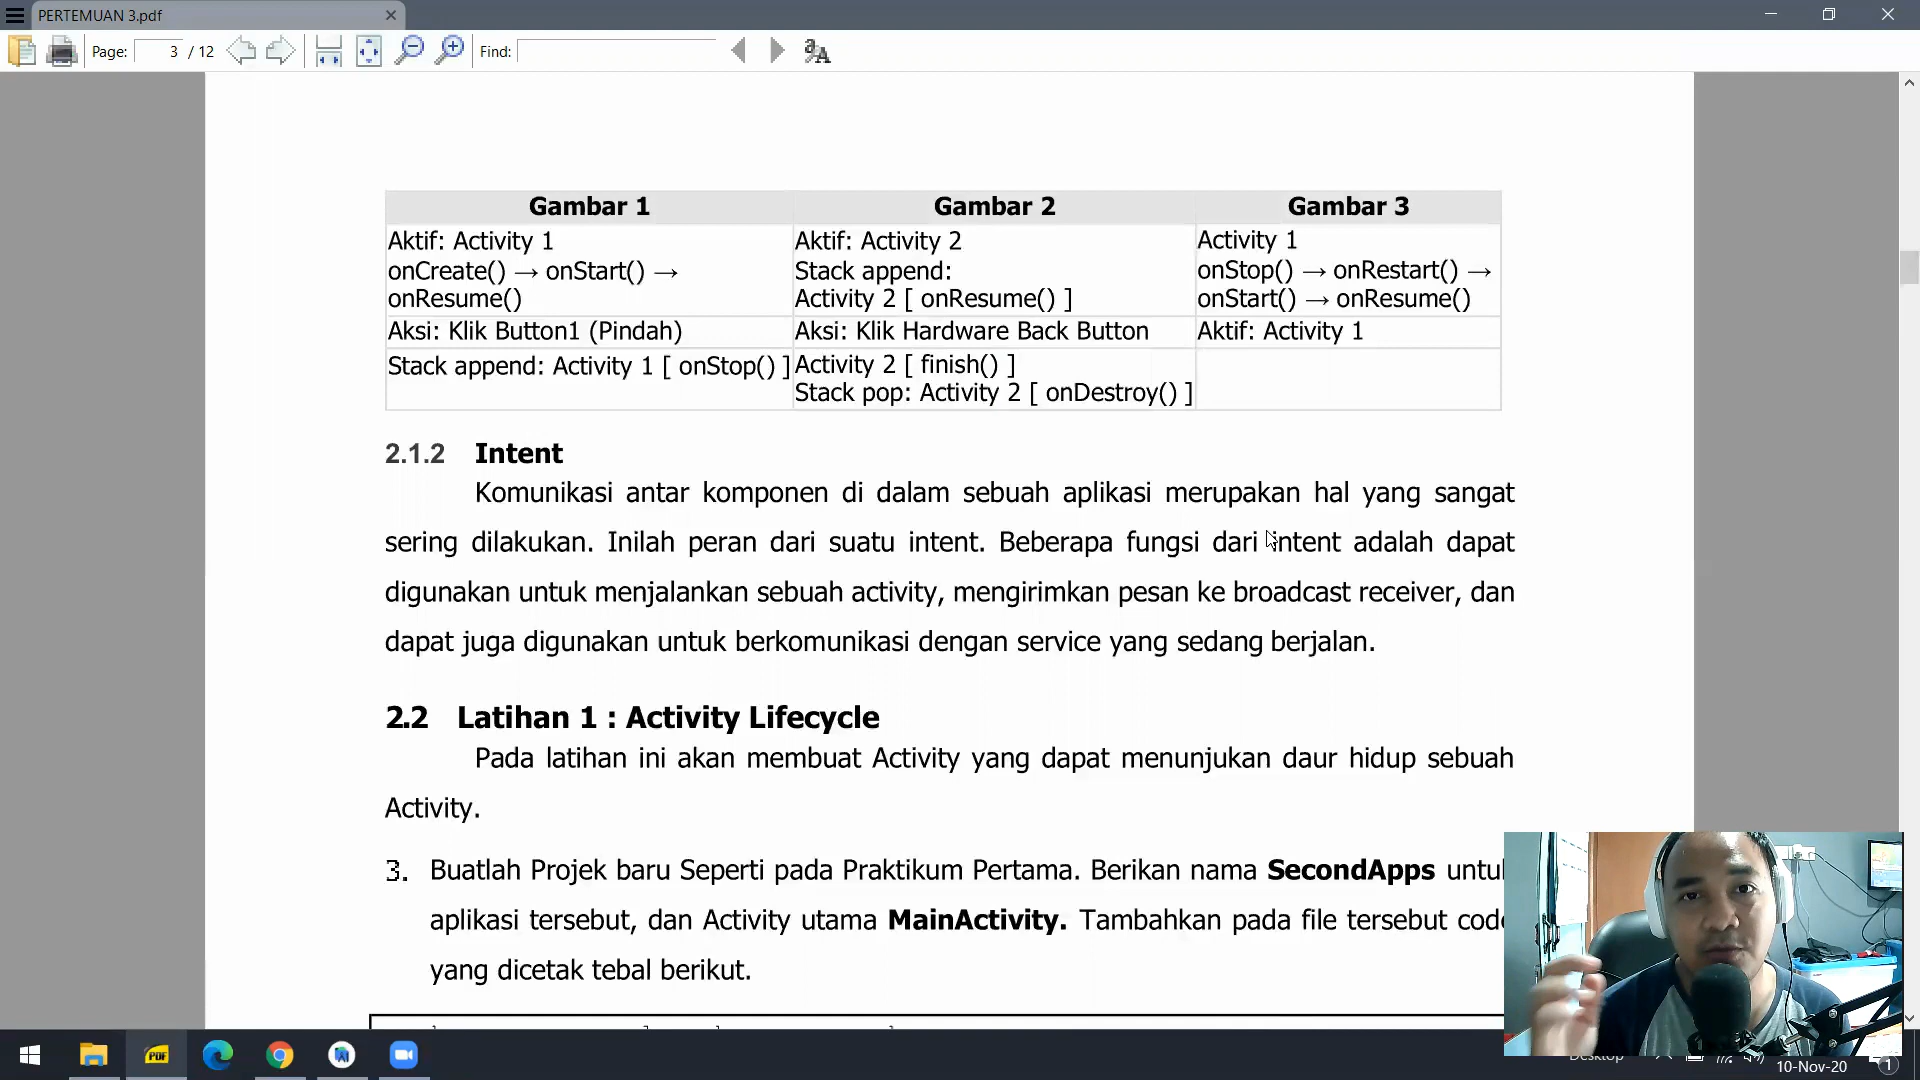 PERTEMUAN 3.pdf
Page: 3 / 12
Find:
Gambar 1
Gambar 2
Gambar 3
Aktif: Activity 1
onCreate() → onStart() →
onResume()
Aktif: Activity 2
Stack append:
Activity 2 [ onResume() ]
Activity 1
onStop() → onRestart() →
onStart() → onResume()
Aksi: Klik Button1 (Pindah)
Aksi: Klik Hardware Back Button
Aktif: Activity 1
Stack append: Activity 1 [ onStop() ]
Activity 2 [ finish() ]
Stack pop: Activity 2 [ onDestroy() ]
2.1.2 Intent
Komunikasi antar komponen di dalam sebuah aplikasi merupakan hal yang sangat
sering dilakukan. Inilah peran dari suatu intent. Beberapa fungsi dari intent adalah dapat
digunakan untuk menjalankan sebuah activity, mengirimkan pesan ke broadcast receiver, dan
dapat juga digunakan untuk berkomunikasi dengan service yang sedang berjalan.
2.2 Latihan 1 : Activity Lifecycle
Pada latihan ini akan membuat Activity yang dapat menunjukan daur hidup sebuah
Activity.
3. Buatlah Projek baru Seperti pada Praktikum Pertama. Berikan nama SecondApps untuk
aplikasi tersebut, dan Activity utama MainActivity. Tambahkan pada file tersebut code
yang dicetak tebal berikut.
PDF
Desktop
10-Nov-20
1